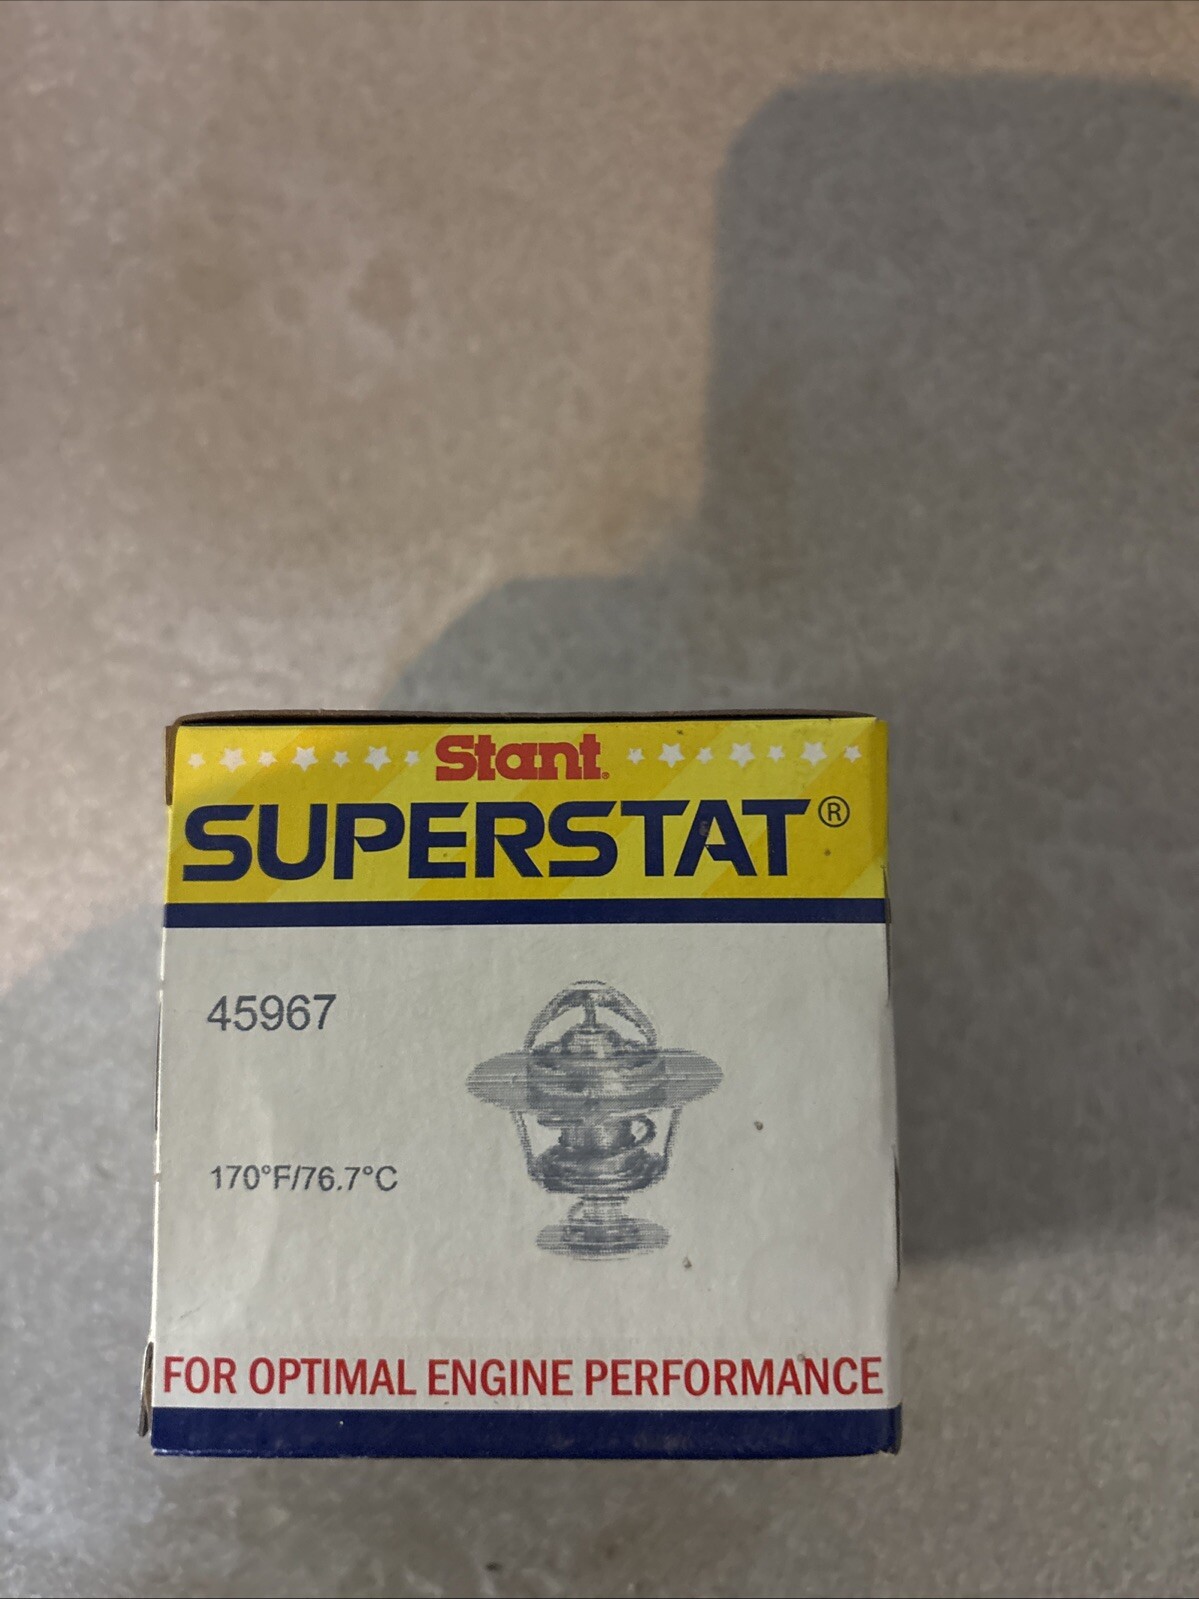 Stant®
SUPERSTAT®
45967
170°F/76.7°C
FOR OPTIMAL ENGINE PERFORMANCE